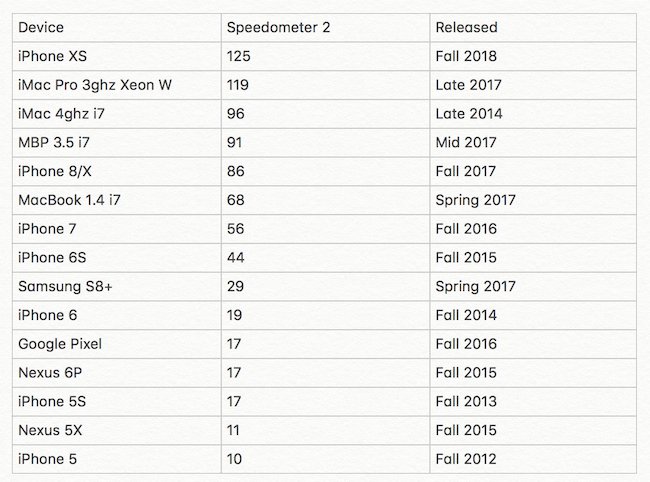 Device Speedometer 2 Released
iPhone XS 125 Fall 2018
iMac Pro 3ghz Xeon W 119 Late 2017
iMac 4ghz i7 96 Late 2014
MBP 3.5 i7 91 Mid 2017
iPhone 8/X 86 Fall 2017
MacBook 1.4 i7 68 Spring 2017
iPhone 7 56 Fall 2016
iPhone 6S 44 Fall 2015
Samsung S8+ 29 Spring 2017
iPhone 6 19 Fall 2014
Google Pixel 17 Fall 2016
Nexus 6P 17 Fall 2015
iPhone 5S 17 Fall 2013
Nexus 5X 11 Fall 2015
iPhone 5 10 Fall 2012